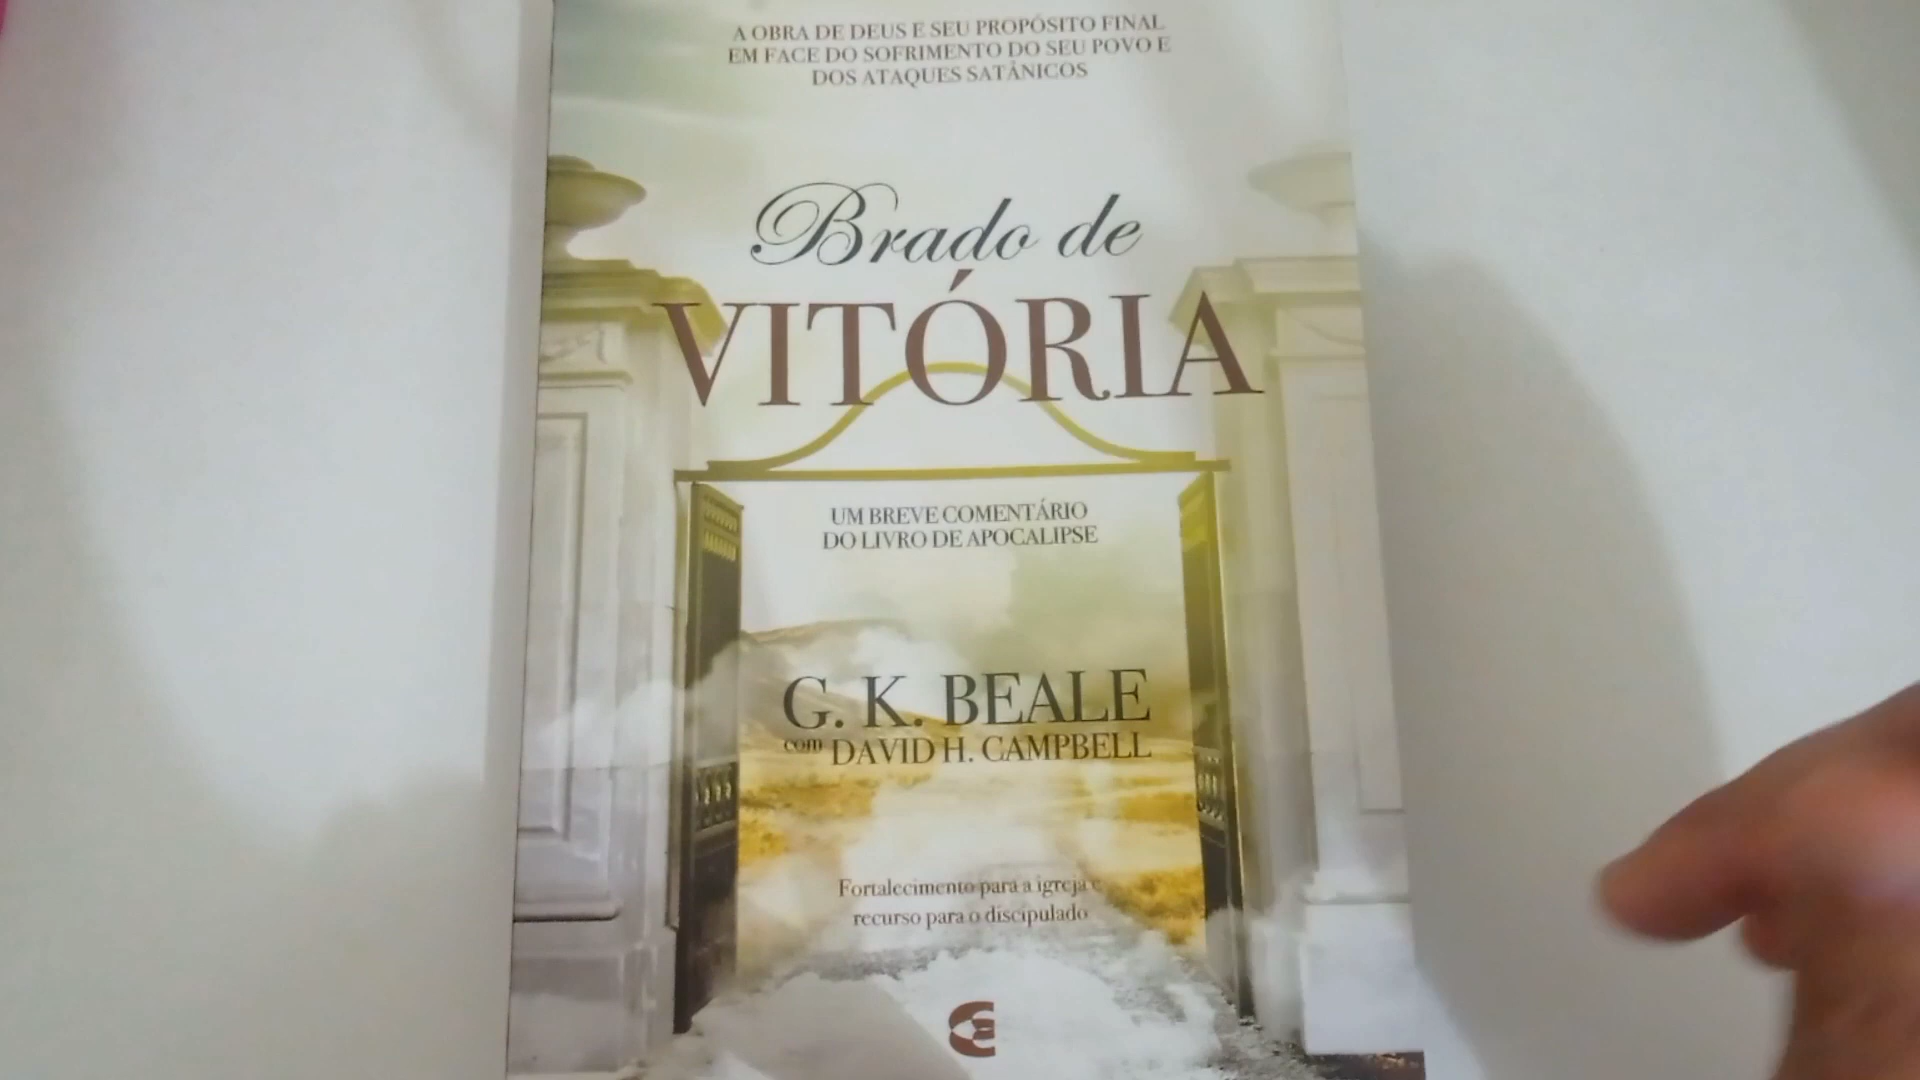 A OBRA DE DEUS E SEU PROPÓSITO FINAL
EM FACE DO SOFRIMENTO DO SEU POVO E
DOS ATAQUES SATÂNICOS
Brado de
VITÓRIA
UM BREVE COMENTÁRIO
DO LIVRO DE APOCALIPSE
G. K. BEALE
com DAVID H. CAMPBELL
Fortalecimento para a igreja e
recurso para o discipulado